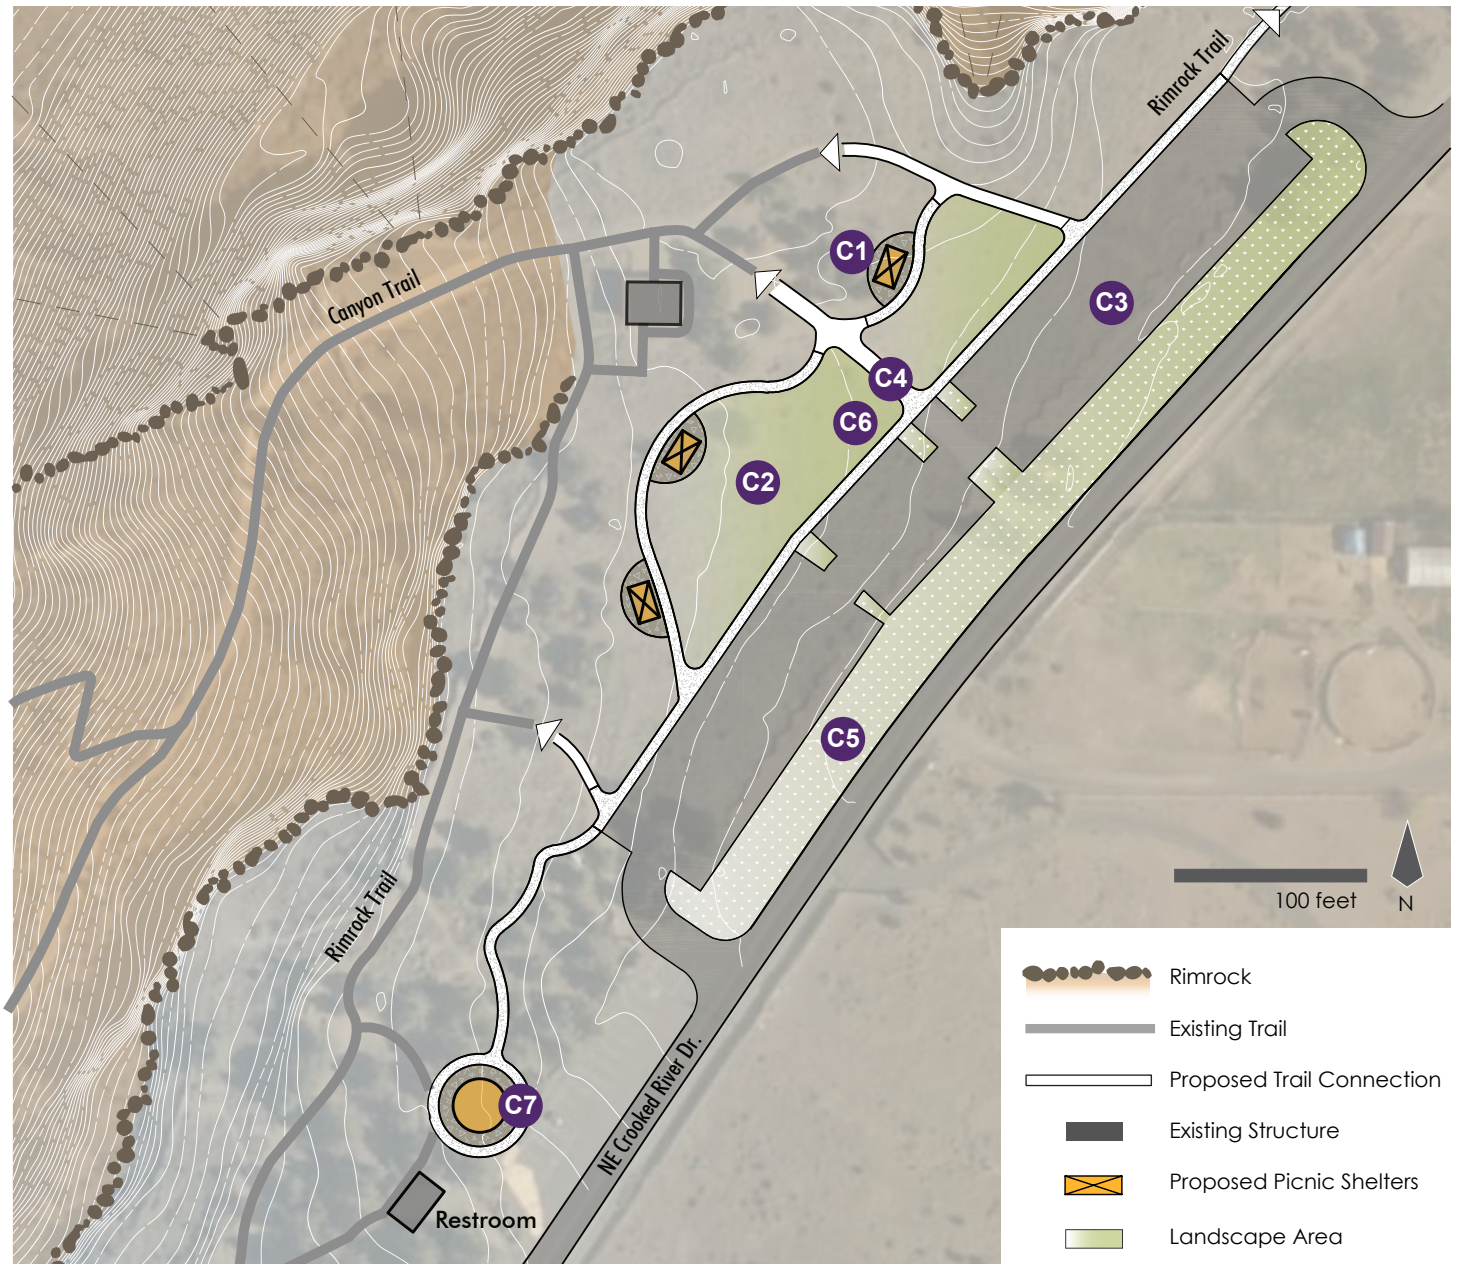 Rimrock Trail
C1
C3
Canyon Trail
C4
C6
C2
C5
Rimrock Trail
100 feet
N
NE Crooked River Dr.
C7
Restroom
Rimrock
Existing Trail
Proposed Trail Connection
Existing Structure
Proposed Picnic Shelters
Landscape Area